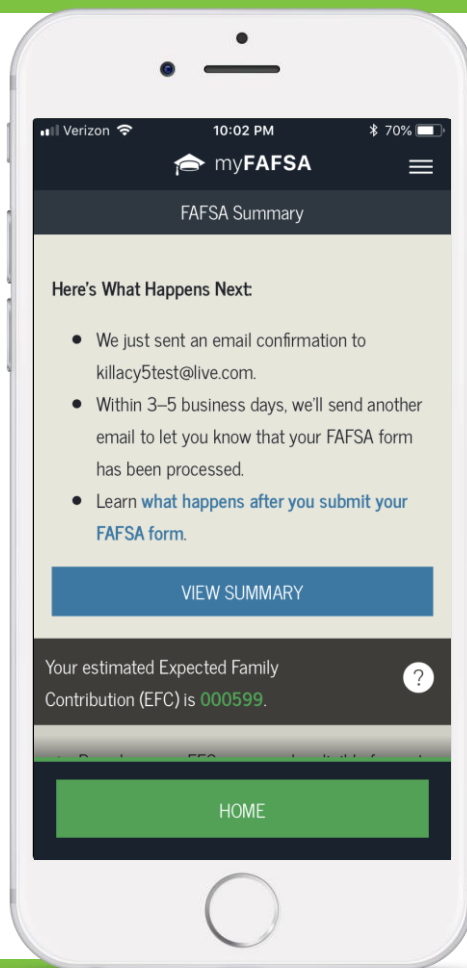 Verizon 10:02 PM 70%
myFAFSA
FAFSA Summary
Here's What Happens Next:
• We just sent an email confirmation to
killacy5test@live.com.
• Within 3–5 business days, we'll send another
email to let you know that your FAFSA form
has been processed.
• Learn what happens after you submit your
FAFSA form.
VIEW SUMMARY
Your estimated Expected Family
Contribution (EFC) is 000599.
?
HOME